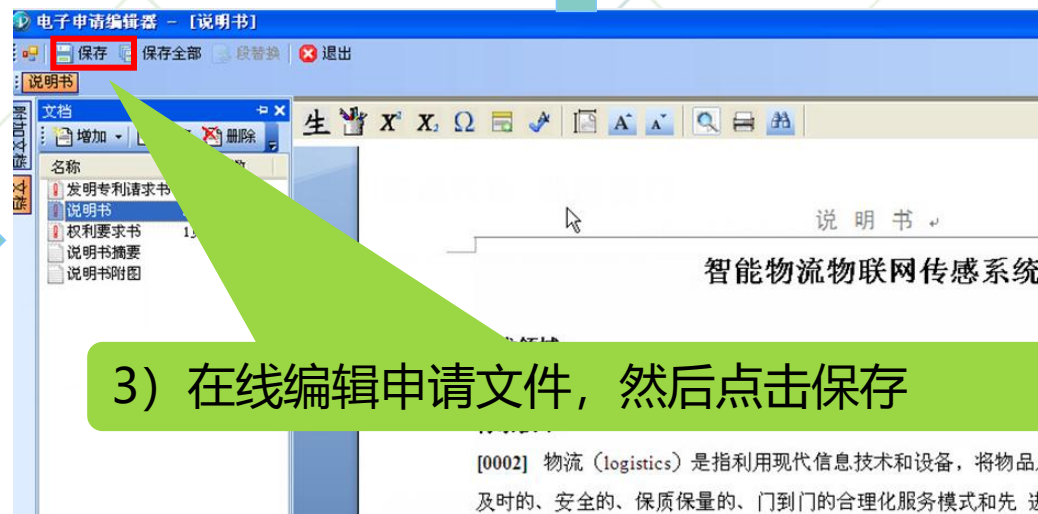 电子申请编辑器 - [说明书]
保存 保存全部 段替换 退出
说明书
附加文档
文档
文档
增加 删除
名称
发明专利请求书
说明书
权利要求书
说明书摘要
说明书附图
生 X² X₂ Ω A A
说 明 书
智能物流物联网传感系统
3）在线编辑申请文件，然后点击保存
[0002] 物流（logistics）是指利用现代信息技术和设备，将物品
及时的、安全的、保质保量的、门到门的合理化服务模式和先 进